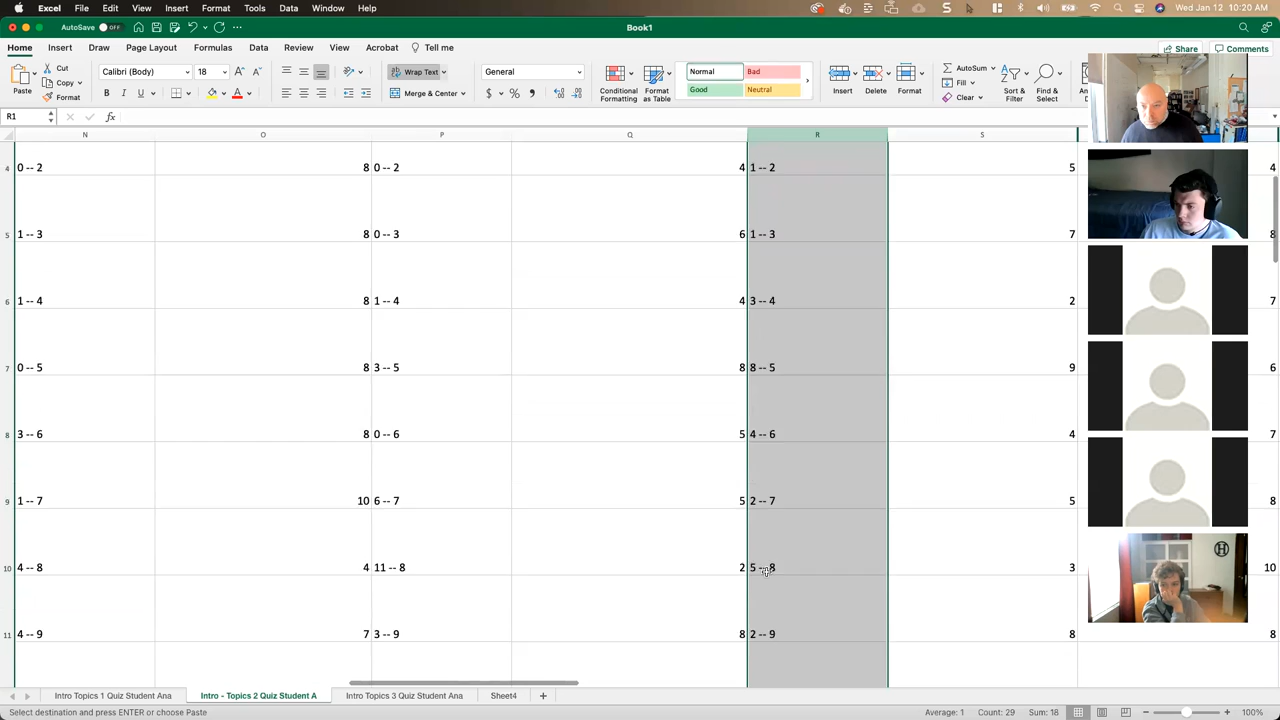 Excel File Edit View Insert Format Tools Data Window Help Wed Jan 12 10:20 AM
AutoSave OFF Book1
Home Insert Draw Page Layout Formulas Data Review View Acrobat Tell me Share Comments
Paste Cut Copy Format
Calibri (Body) 18 A A
B I U A
Wrap Text
Merge & Center
General
$ % 9
Conditional Formatting
Format as Table
Normal Bad
Good Neutral
Insert Delete Format
AutoSum
Fill
Clear
Sort & Filter
Find & Select
R1 fx
N O P Q R S
4 0 -- 2 8 0 -- 2 4 1 -- 2 5 4
5 1 -- 3 8 0 -- 3 6 1 -- 3 7 8
6 1 -- 4 8 1 -- 4 4 3 -- 4 2 7
7 0 -- 5 8 3 -- 5 8 8 -- 5 9 6
8 3 -- 6 8 0 -- 6 5 4 -- 6 4 7
9 1 -- 7 10 6 -- 7 5 2 -- 7 5 8
10 4 -- 8 4 11 -- 8 2 5 -- 8 3 10
11 4 -- 9 7 3 -- 9 8 2 -- 9 8 8
Intro Topics 1 Quiz Student Ana Intro - Topics 2 Quiz Student A Intro Topics 3 Quiz Student Ana Sheet4 +
Select destination and press ENTER or choose Paste Average: 1 Count: 29 Sum: 18 100%